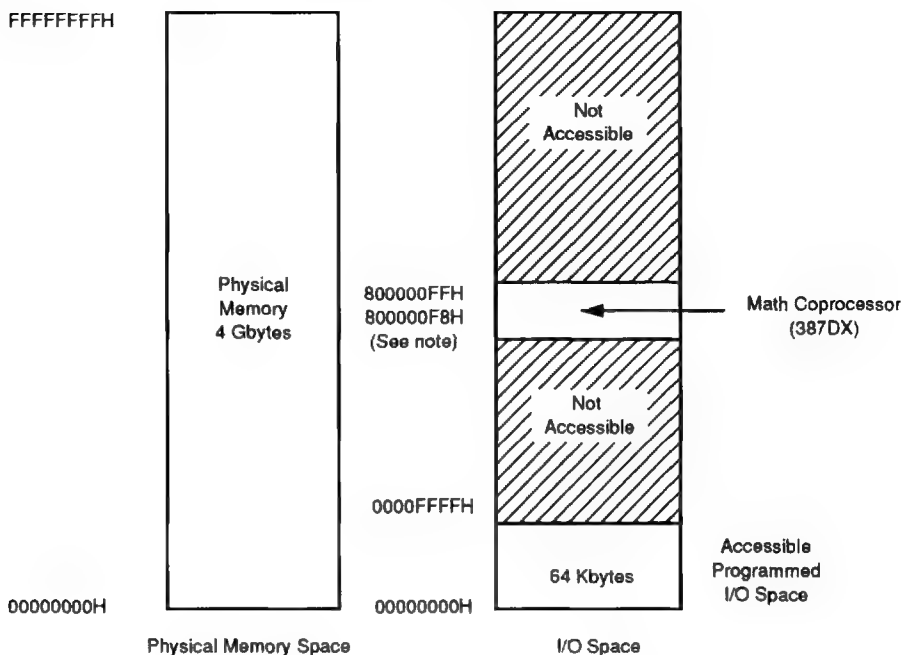 FFFFFFFFH
Not
Accessible
Physical
Memory
4 Gbytes
800000FFH
800000F8H
(See note)
Math Coprocessor
(387DX)
Not
Accessible
0000FFFFH
64 Kbytes
Accessible
Programmed
I/O Space
00000000H
00000000H
Physical Memory Space
I/O Space